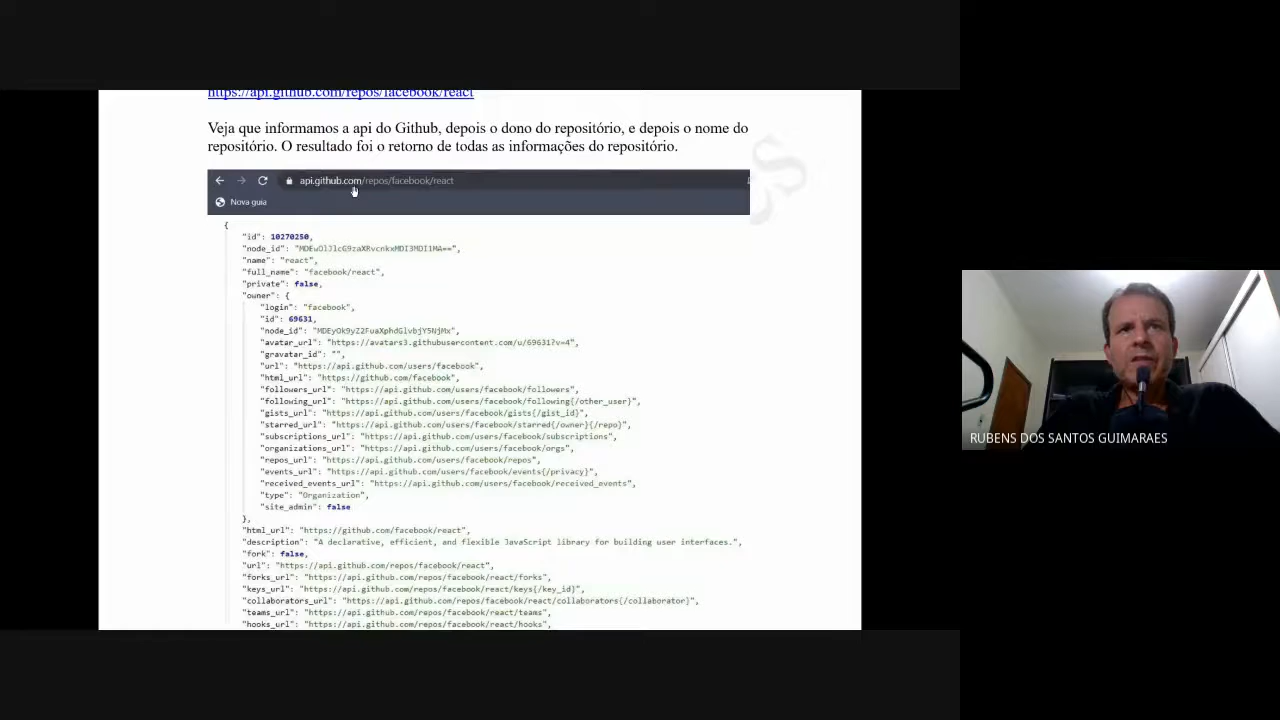 https://api.github.com/repos/facebook/react
Veja que informamos a api do Github, depois o dono do repositório, e depois o nome do
repositório. O resultado foi o retorno de todas as informações do repositório.
api.github.com/repos/facebook/react
Nova guia
{
"id": 10270250,
"name": "react",
"full_name": "facebook/react",
"private": false,
"owner": {
"login": "facebook",
"id": 69631,
"avatar_url": "https://avatars3.githubusercontent.com/u/69631?v=4",
"gravatar_id": "",
"url": "https://api.github.com/users/facebook",
"html_url": "https://github.com/facebook",
"followers_url": "https://api.github.com/users/facebook/followers",
"following_url": "https://api.github.com/users/facebook/following{/other_user}",
"gists_url": "https://api.github.com/users/facebook/gists{/gist_id}",
"starred_url": "https://api.github.com/users/facebook/starred{/owner}{/repo}",
"subscriptions_url": "https://api.github.com/users/facebook/subscriptions",
"organizations_url": "https://api.github.com/users/facebook/orgs",
"repos_url": "https://api.github.com/users/facebook/repos",
"events_url": "https://api.github.com/users/facebook/events{/privacy}",
"received_events_url": "https://api.github.com/users/facebook/received_events",
"type": "Organization",
"site_admin": false
},
"html_url": "https://github.com/facebook/react",
"description": "A declarative, efficient, and flexible JavaScript library for building user interfaces.",
"fork": false,
"url": "https://api.github.com/repos/facebook/react",
"forks_url": "https://api.github.com/repos/facebook/react/forks",
"keys_url": "https://api.github.com/repos/facebook/react/keys{/key_id}",
"collaborators_url": "https://api.github.com/repos/facebook/react/collaborators{/collaborator}",
"teams_url": "https://api.github.com/repos/facebook/react/teams",
"hooks_url": "https://api.github.com/repos/facebook/react/hooks",
RUBENS DOS SANTOS GUIMARAES